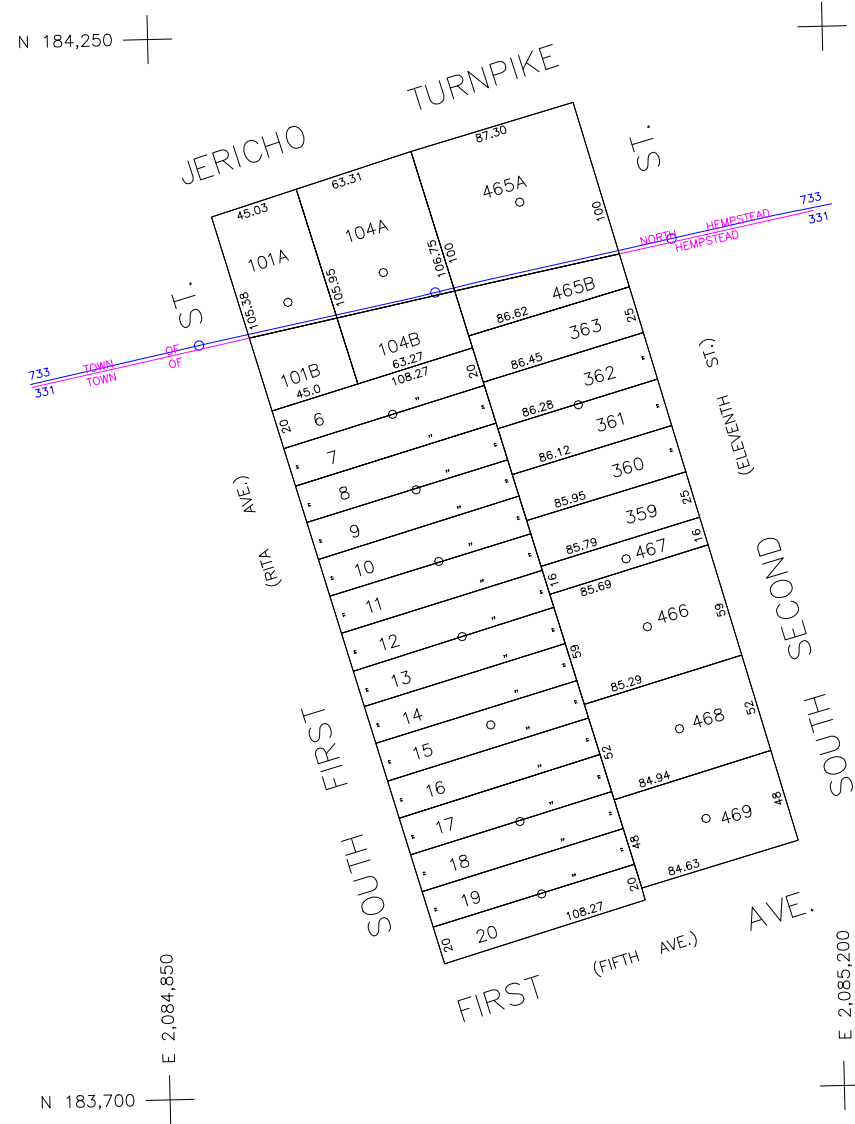 N 184,250
JERICHO TURNPIKE
87.30
63.31
45.03
ST.
465A
100
104A
101A
733
NORTH HEMPSTEAD
331
HEMPSTEAD
106.75
100
105.95
105.38
ST.
465B
86.62
25
TOWN OF
733
TOWN OF
331
104B
63.27
101B
45.0
108.27
20
363
86.45
362
86.28
361
86.12
360
85.95
25
359
85.79
16
467
16
85.69
466
59
59
85.29
468
52
52
84.94
469
48
48
84.63
20
6 "
" 7 " "
" 8 " "
" 9 " "
" 10 " "
" 11 " "
" 12 " "
" 13 " "
" 14 " "
" 15 " "
" 16 " "
" 17 " "
" 18 " "
" 19 " "
20 20 108.27 20
(RITA AVE.)
SOUTH FIRST
(ELEVENTH ST.)
SOUTH SECOND
FIRST AVE.
(FIFTH AVE.)
E 2,084,850
E 2,085,200
N 183,700